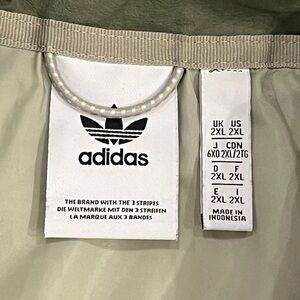 adidas
THE BRAND WITH THE 3 STRIPES
DIE WELTMARKE MIT DEN 3 STREIFEN
LA MARQUE AUX 3 BANDES
UK US
2XL 2XL
J CDN
6XO 2XL/2TG
D F
2XL 2XL
E I
2XL 2XL
MADE IN
INDONESIA